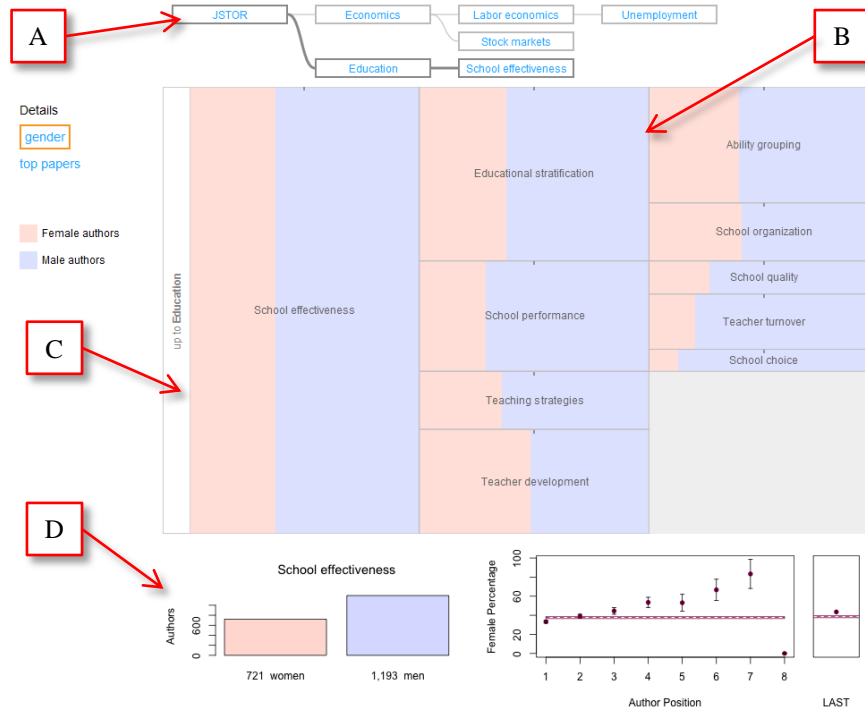 A
JSTOR
Economics
Labor economics
Unemployment
Stock markets
B
Education
School effectiveness
Details
gender
top papers
Female authors
Male authors
up to Education
School effectiveness
Educational stratification
School performance
Teaching strategies
Teacher development
Ability grouping
School organization
School quality
Teacher turnover
School choice
C
D
School effectiveness
Authors
0
600
721 women
1,193 men
Female Percentage
0
20
60
100
1 2 3 4 5 6 7 8
Author Position
LAST